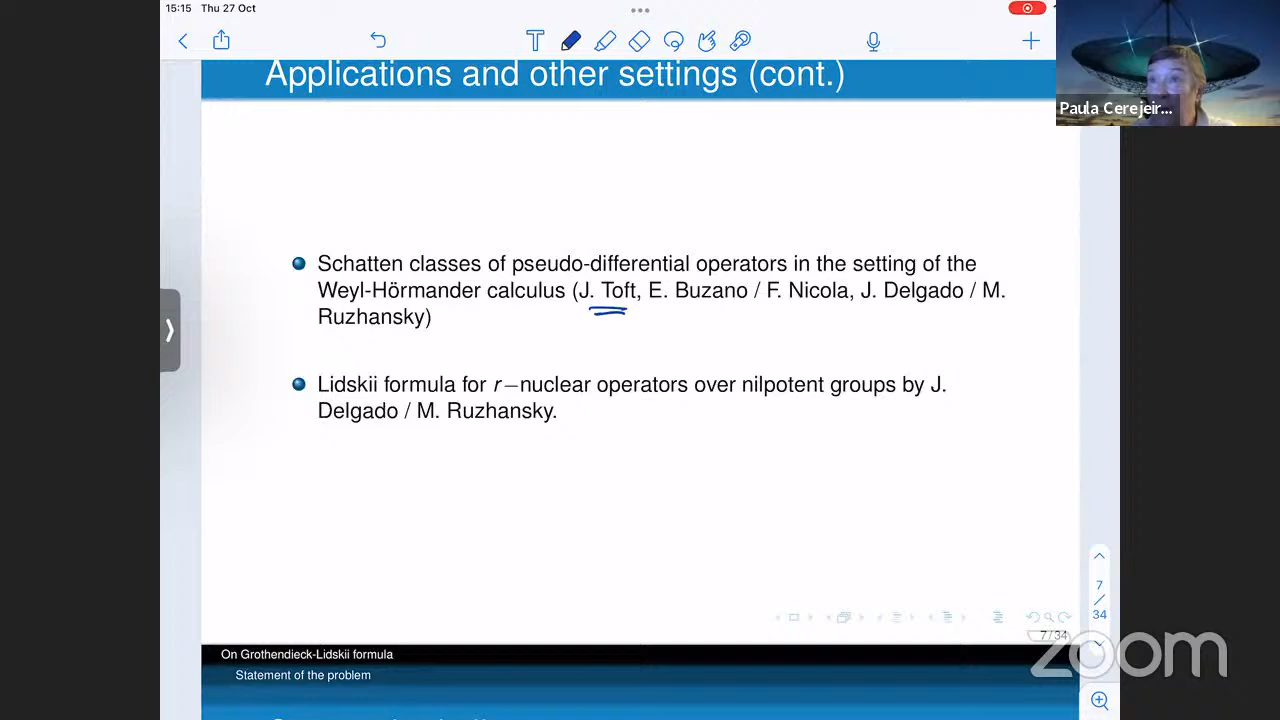 15:15 Thu 27 Oct
Applications and other settings (cont.)
Paula Cerejeir...
Schatten classes of pseudo-differential operators in the setting of the
Weyl-Hörmander calculus (J. Toft, E. Buzano / F. Nicola, J. Delgado / M.
Ruzhansky)
Lidskii formula for r−nuclear operators over nilpotent groups by J.
Delgado / M. Ruzhansky.
7
/
34
7/34
On Grothendieck-Lidskii formula
Statement of the problem
zoom